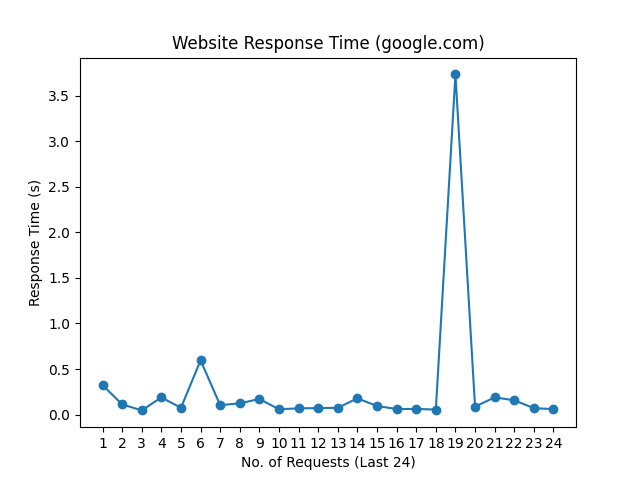 Website Response Time (google.com)
Response Time (s)
3.5
3.0
2.5
2.0
1.5
1.0
0.5
0.0
1 2 3 4 5 6 7 8 9 10 11 12 13 14 15 16 17 18 19 20 21 22 23 24
No. of Requests (Last 24)